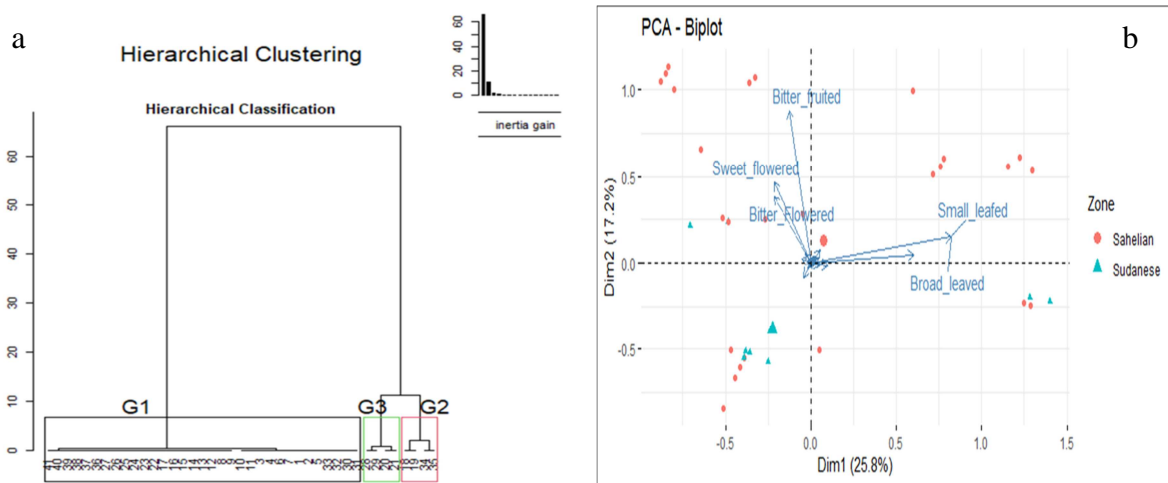 a
Hierarchical Clustering
60
40
20
0
inertia gain
Hierarchical Classification
60
50
40
30
20
10
0
G1
G3
G2
b
PCA - Biplot
Dim2 (17.2%)
1.0
0.5
0.0
-0.5
Bitter_fruited
Sweet_flowered
Bitter_Flowered
Small_leafed
Broad_leaved
-0.5 0.0 0.5 1.0 1.5
Dim1 (25.8%)
Zone
Sahelian
Sudanese